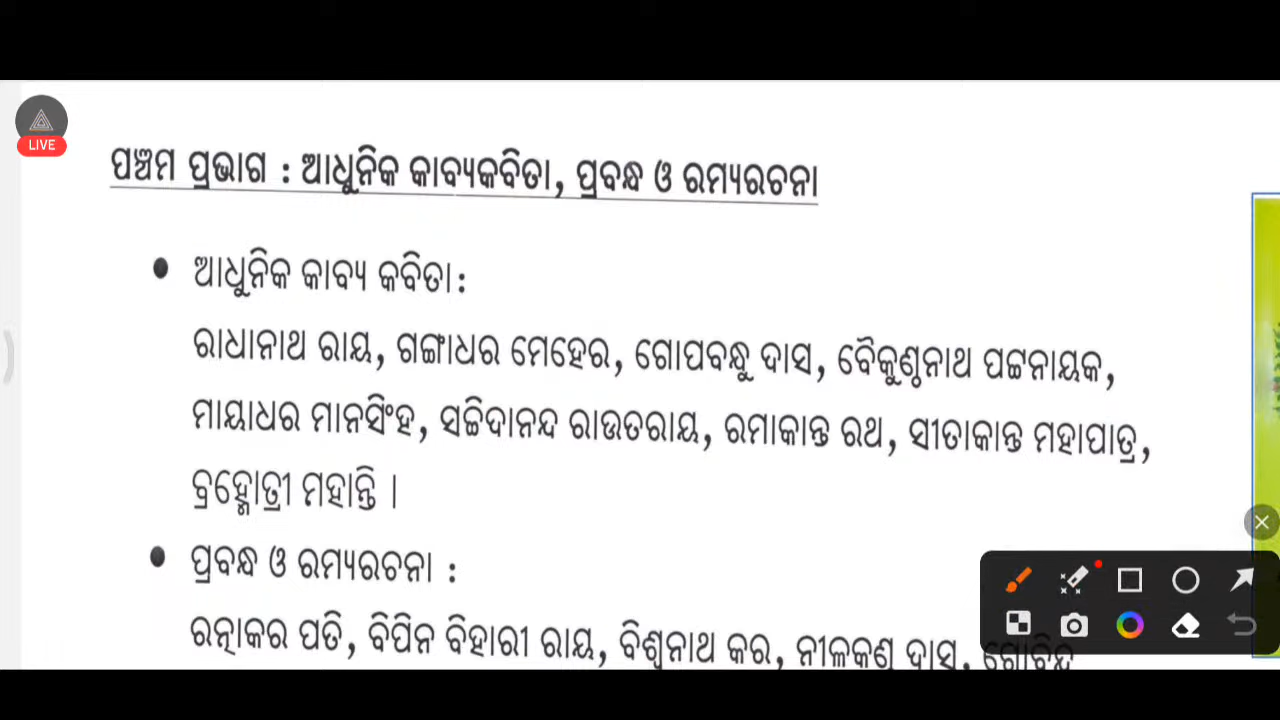 LIVE
ପଞ୍ଚମ ପ୍ରଭାଗ : ଆଧୁନିକ କାବ୍ୟକବିତା, ପ୍ରବନ୍ଧ ଓ ରମ୍ୟରଚନା
• ଆଧୁନିକ କାବ୍ୟ କବିତା:
ରାଧାନାଥ ରାୟ, ଗଙ୍ଗାଧର ମେହେର, ଗୋପବନ୍ଧୁ ଦାସ, ବୈକୁଣ୍ଠନାଥ ପଟ୍ଟନାୟକ,
ମାୟାଧର ମାନସିଂହ, ସଚ୍ଚିଦାନନ୍ଦ ରାଉତରାୟ, ରମାକାନ୍ତ ରଥ, ସୀତାକାନ୍ତ ମହାପାତ୍ର,
ବ୍ରହ୍ମୋତ୍ରୀ ମହାନ୍ତି ।
• ପ୍ରବନ୍ଧ ଓ ରମ୍ୟରଚନା :
ରତ୍ନାକର ପତି, ବିପିନ ବିହାରୀ ରାୟ, ବିଶ୍ୱନାଥ କର, ନୀଳକଣ୍ଠ ଦାସ, ଗୋବିନ୍ଦ